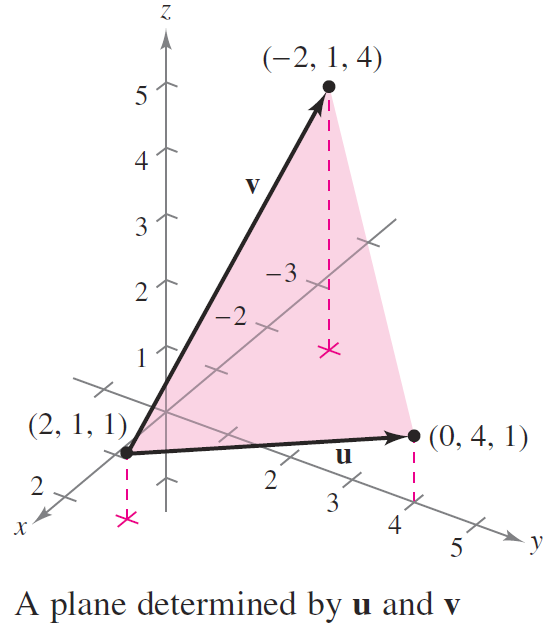 z
(−2, 1, 4)
5
4
v
3
−3
2
−2
1
(2, 1, 1)
(0, 4, 1)
u
2
2
3
x
4
5
y
A plane determined by u and v